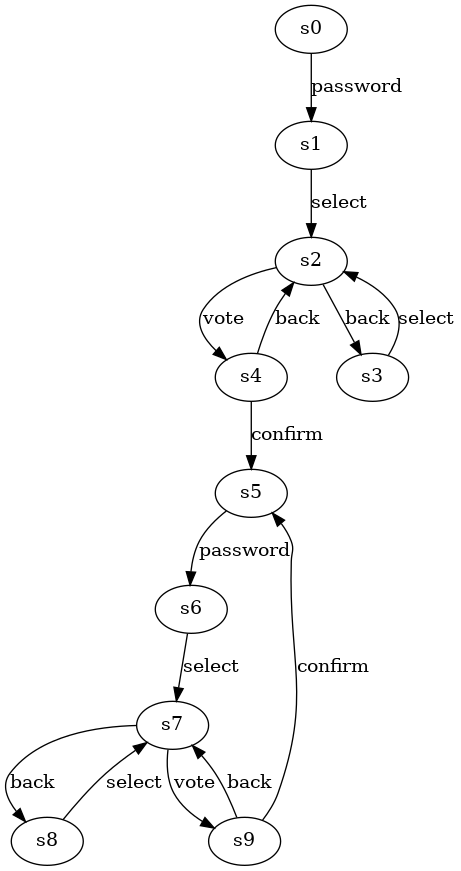 s0
password
s1
select
s2
vote
back
back
select
s4
s3
confirm
s5
password
s6
select
confirm
s7
back
select
vote
back
s8
s9